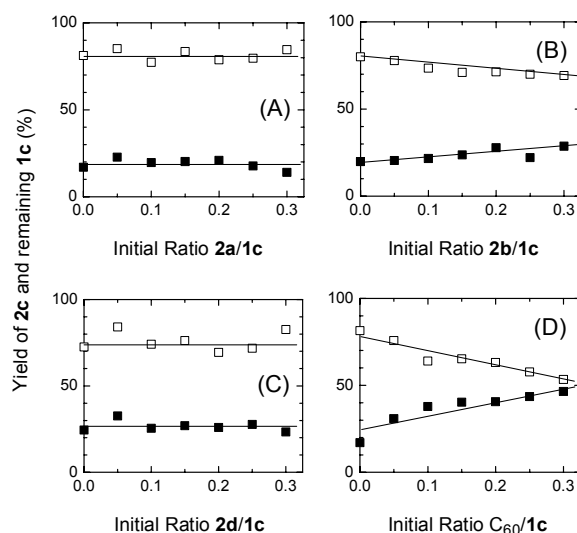 Yield of 2c and remaining 1c (%)
100
50
0
(A)
0.0 0.1 0.2 0.3
Initial Ratio 2a/1c
100
50
0
(B)
0.0 0.1 0.2 0.3
Initial Ratio 2b/1c
100
50
0
(C)
0.0 0.1 0.2 0.3
Initial Ratio 2d/1c
100
50
0
(D)
0.0 0.1 0.2 0.3
Initial Ratio C₆₀/1c